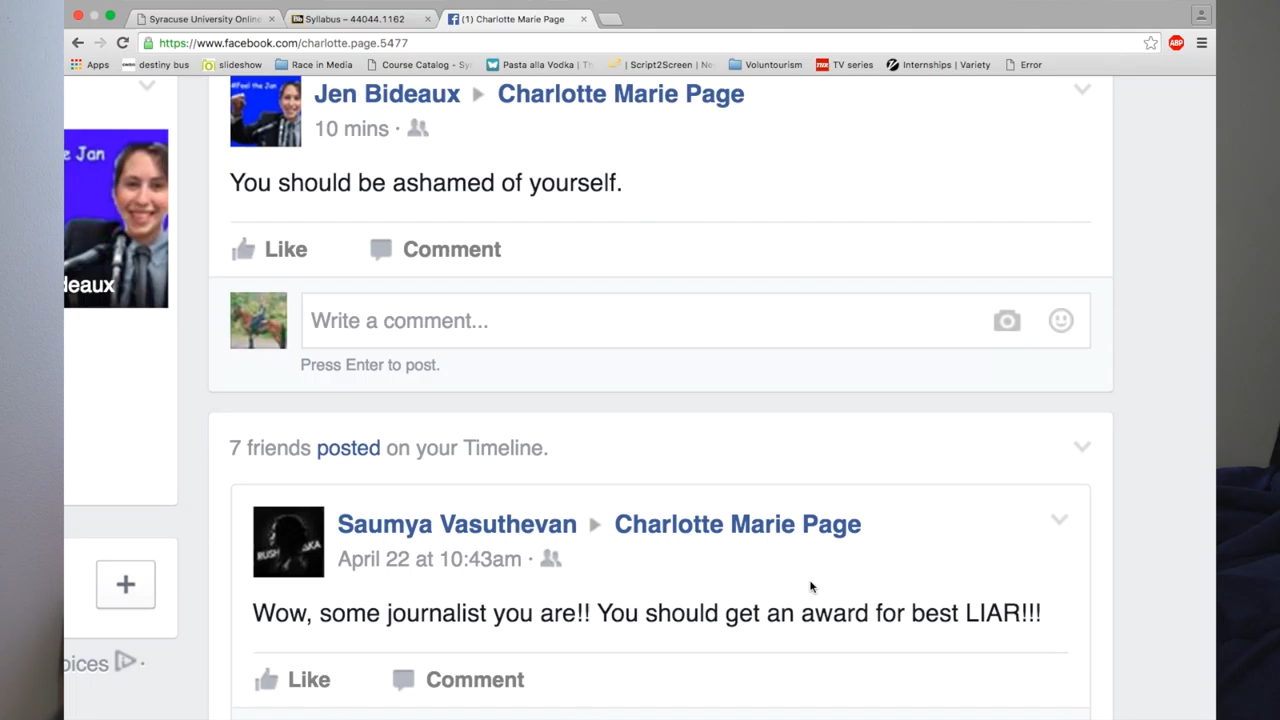 Syracuse University Online
Syllabus – 44044.1162
(1) Charlotte Marie Page
https://www.facebook.com/charlotte.page.5477
ABP
Apps
destiny bus
slideshow
Race in Media
Course Catalog - Sy
Pasta alla Vodka | Th
| Script2Screen | Ne
Voluntourism
TV series
Internships | Variety
Error
#Feel the Jan
Jen Bideaux
Charlotte Marie Page
10 mins ·
e Jan
You should be ashamed of yourself.
Like
Comment
deaux
Write a comment...
Press Enter to post.
7 friends posted on your Timeline.
Saumya Vasuthevan
Charlotte Marie Page
April 22 at 10:43am ·
Wow, some journalist you are!! You should get an award for best LIAR!!!
oices
Like
Comment